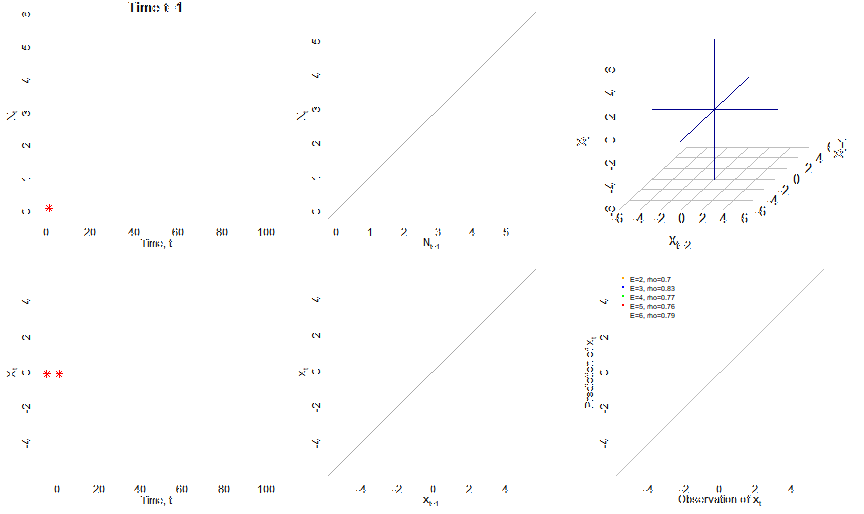 Time t=1
N_t
0 1 2 3 4 5 6
0 20 40 60 80 100
Time, t
N_t
0 1 2 3 4 5
0 1 2 3 4 5
N_t-1
X_t
-6 -4 -2 0 2 4 6
-6 -4 -2 0 2 4 6
X_t-2
-6 -4 -2 0 2 4 6
X_t-1
X_t
-4 -2 0 2 4
0 20 40 60 80 100
Time, t
x_t
-4 -2 0 2 4
-4 -2 0 2 4
x_t-1
E=2, rho=0.7
E=3, rho=0.83
E=4, rho=0.77
E=5, rho=0.76
E=6, rho=0.79
Prediction of x_t
-4 -2 0 2 4
-4 -2 0 2 4
Observation of x_t